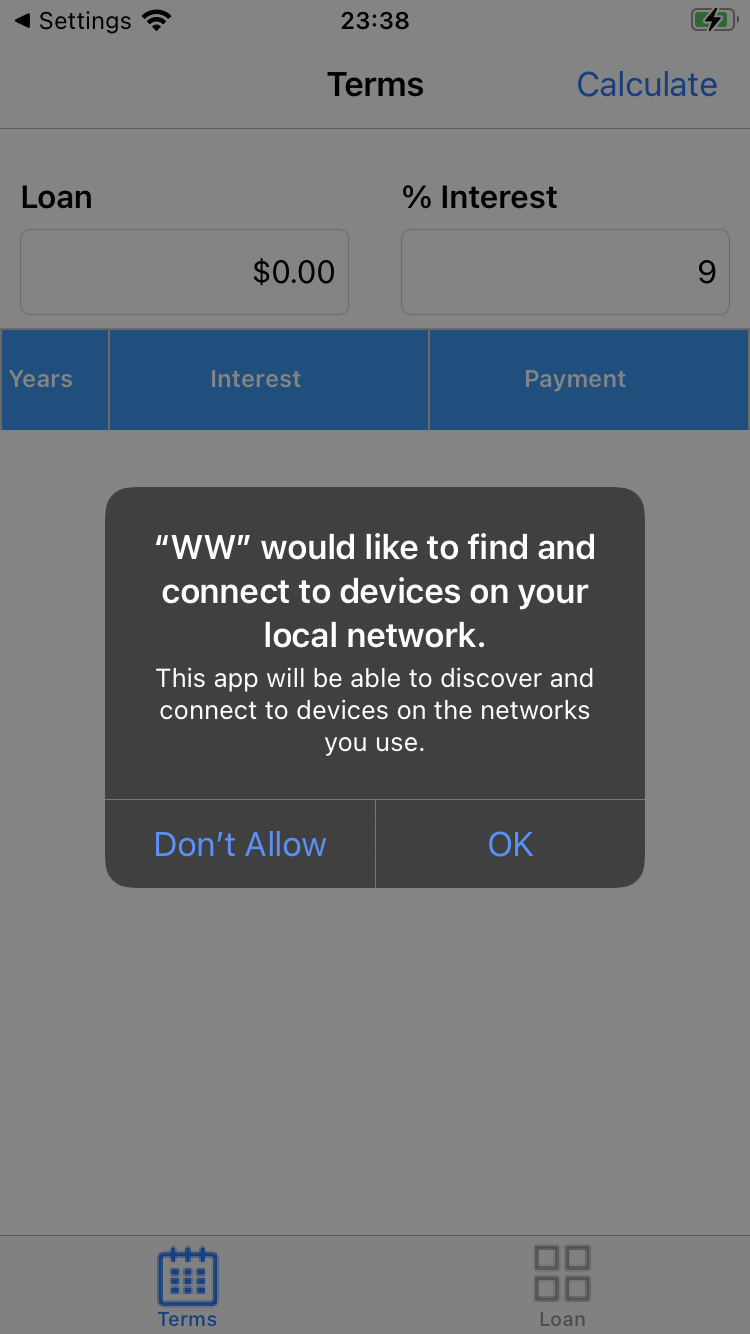 Settings
23:38
Terms
Calculate
Loan
% Interest
$0.00
9
Years
Interest
Payment
“WW” would like to find and
connect to devices on your
local network.
This app will be able to discover and
connect to devices on the networks
you use.
Don’t Allow
OK
Terms
Loan